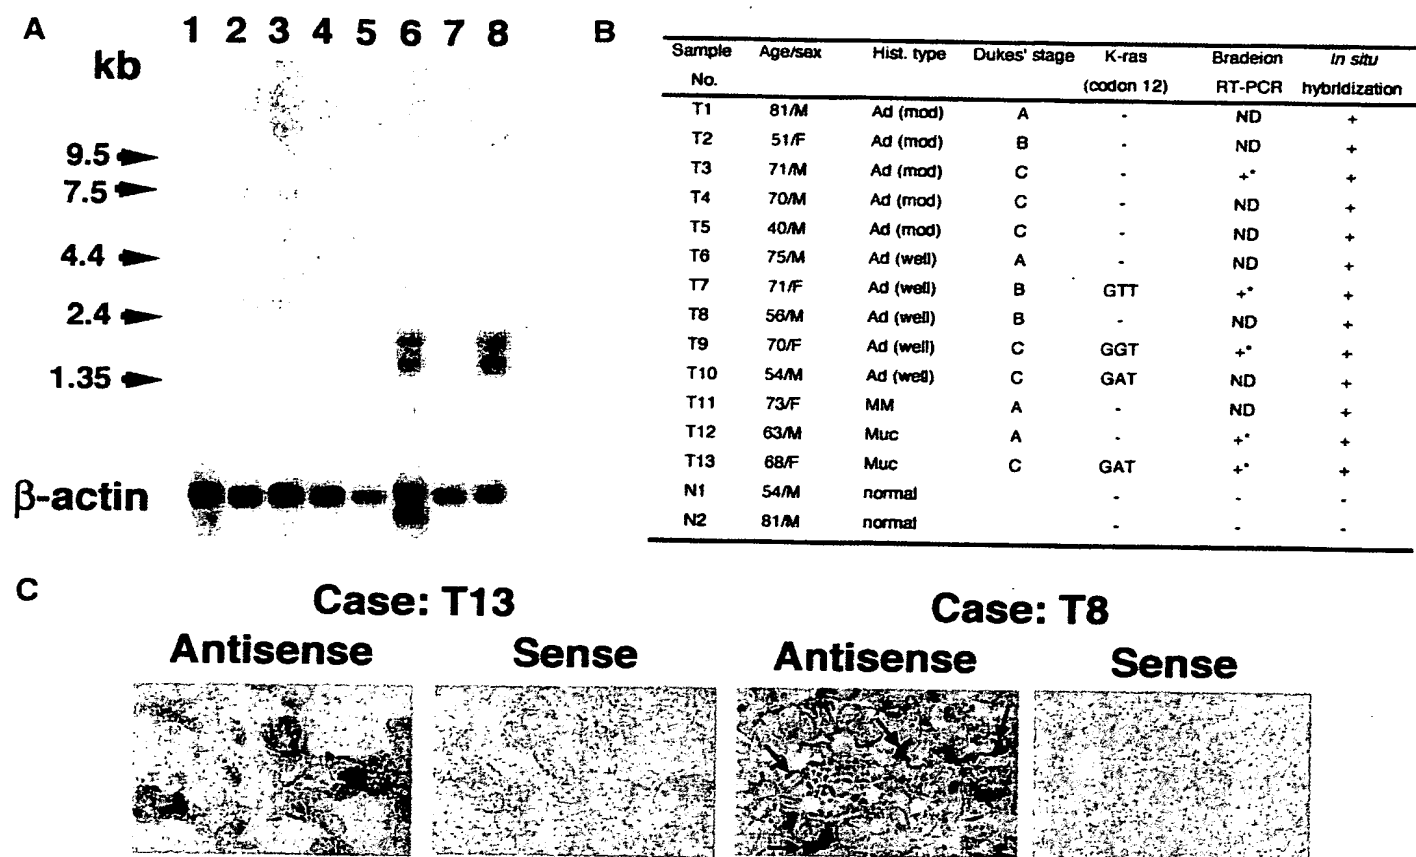 A
1 2 3 4 5 6 7 8
kb
9.5
7.5
4.4
2.4
1.35
β-actin
B
Sample Age/sex Hist. type Dukes' stage K-ras Bradeion In situ
No. (codon 12) RT-PCR hybridization
T1 81/M Ad (mod) A - ND +
T2 51/F Ad (mod) B - ND +
T3 71/M Ad (mod) C - +* +
T4 70/M Ad (mod) C - ND +
T5 40/M Ad (mod) C - ND +
T6 75/M Ad (well) A - ND +
T7 71/F Ad (well) B GTT +* +
T8 56/M Ad (well) B - ND +
T9 70/F Ad (well) C GGT +* +
T10 54/M Ad (well) C GAT ND +
T11 73/F MM A - ND +
T12 63/M Muc A - +* +
T13 68/F Muc C GAT +* +
N1 54/M normal - - -
N2 81/M normal - - -
C
Case: T13
Antisense Sense
Case: T8
Antisense Sense